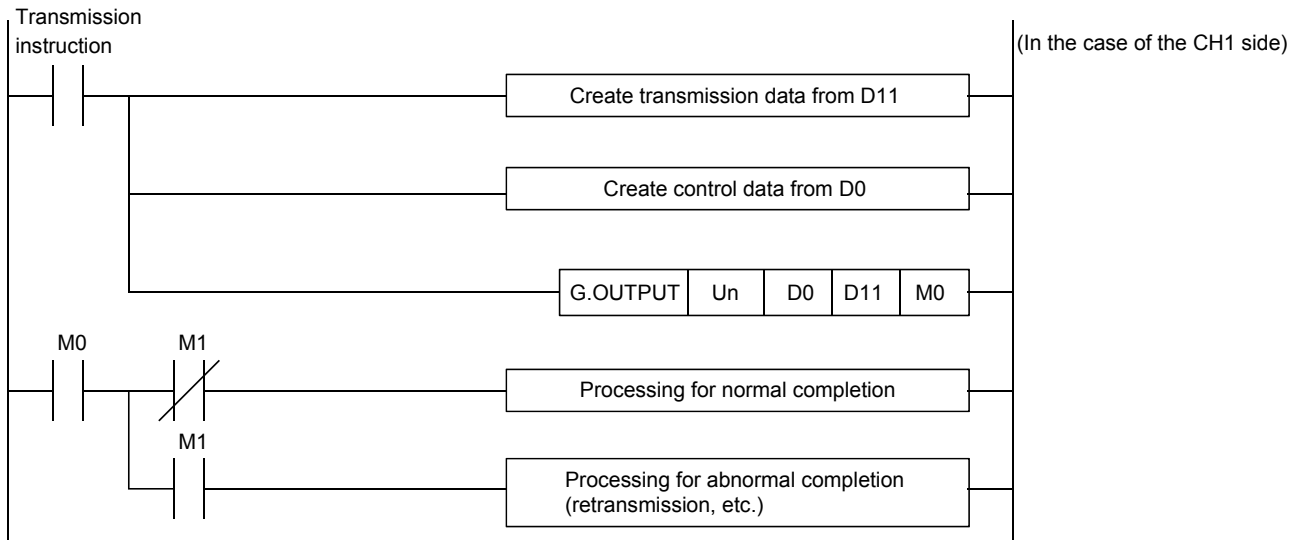 Transmission
instruction
(In the case of the CH1 side)
Create transmission data from D11
Create control data from D0
G.OUTPUT Un D0 D11 M0
M0 M1
Processing for normal completion
M1
Processing for abnormal completion
(retransmission, etc.)